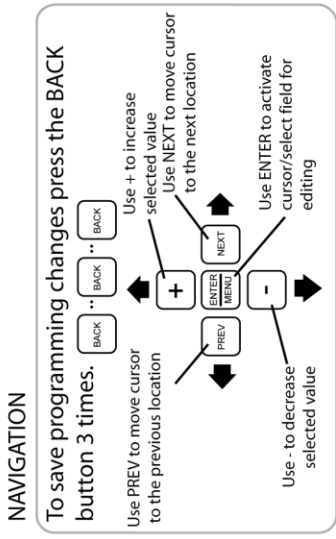 NAVIGATION
To save programming changes press the BACK
button 3 times.
BACK
..
BACK
..
BACK
Use + to increase
selected value
Use PREV to move cursor
to the previous location
Use NEXT to move cursor
to the next location
+
PREV
ENTER
MENU
NEXT
-
Use - to decrease
selected value
Use ENTER to activate
cursor/select field for
editing